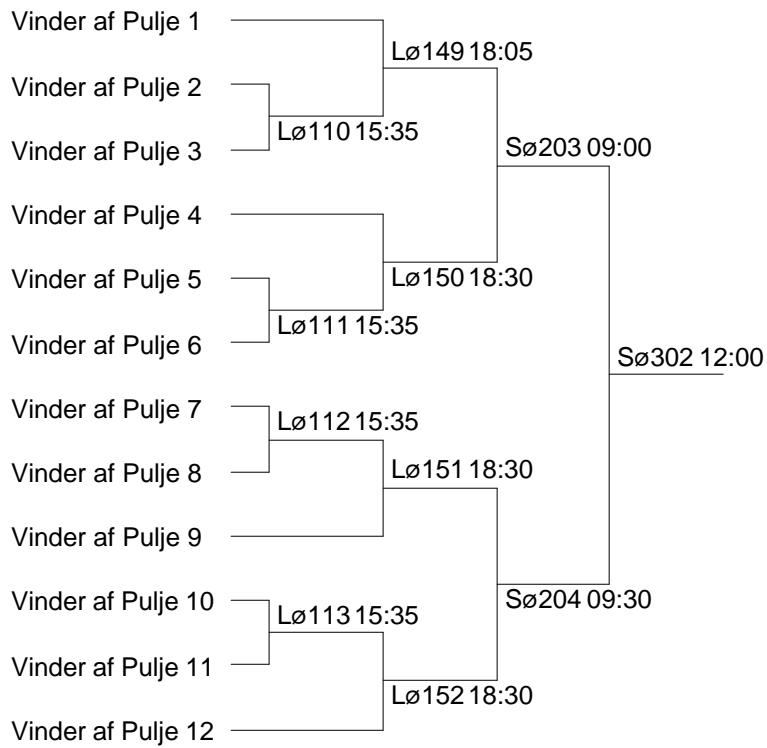 Vinder af Pulje 1
Lø149 18:05
Vinder af Pulje 2
Lø110 15:35
Vinder af Pulje 3
Sø203 09:00
Vinder af Pulje 4
Vinder af Pulje 5
Lø150 18:30
Lø111 15:35
Vinder af Pulje 6
Sø302 12:00
Vinder af Pulje 7
Lø112 15:35
Vinder af Pulje 8
Lø151 18:30
Vinder af Pulje 9
Vinder af Pulje 10
Sø204 09:30
Lø113 15:35
Vinder af Pulje 11
Lø152 18:30
Vinder af Pulje 12